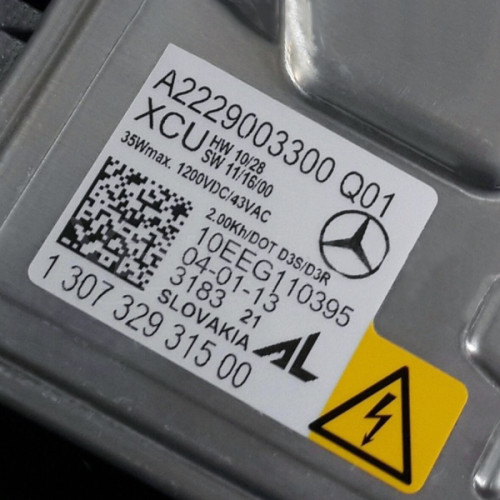 A2229003300 Q01
XCU HW 10/28
SW 11/16/00
35Wmax. 1200VDC/43VAC
2.00Kh/DOT D3S/D3R
10EEG110395
04-01-13
3183 21
SLOVAKIA AL
1 307 329 315 00